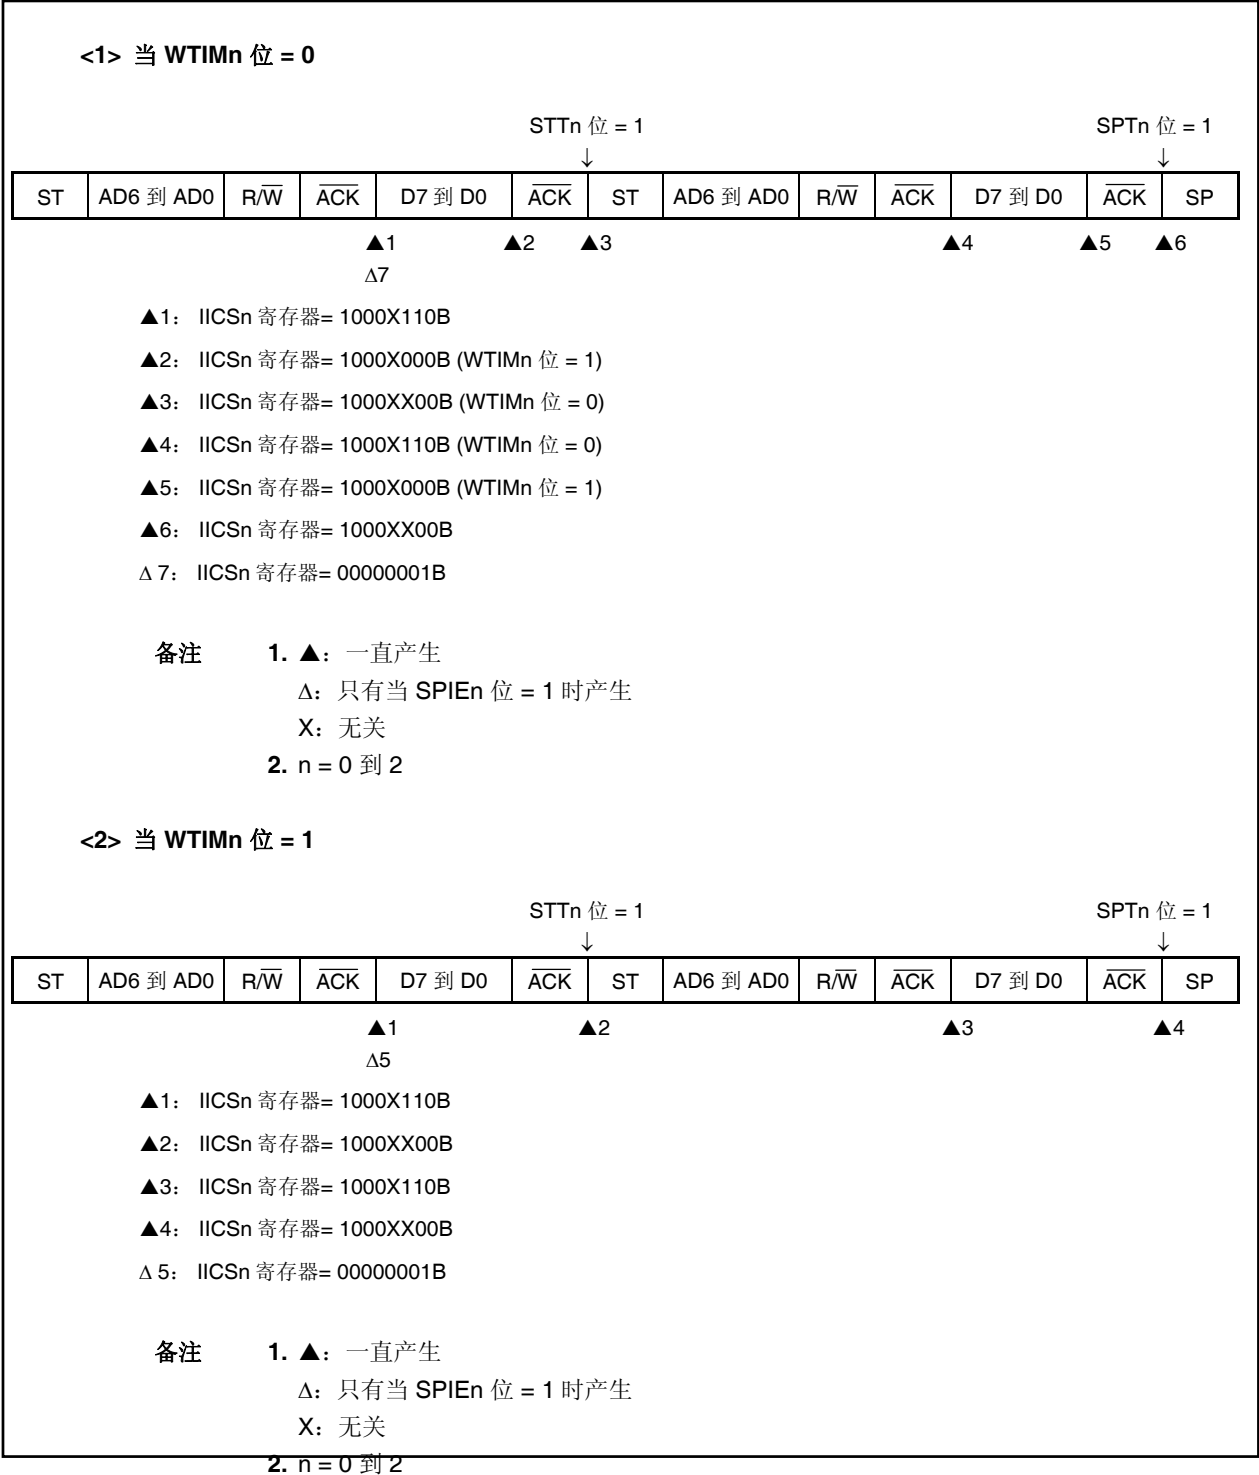 <1> 当 WTIMn 位 = 0
STTn 位 = 1 SPTn 位 = 1
↓ ↓
ST AD6 到 AD0 R/W̅ A̅C̅K̅ D7 到 D0 A̅C̅K̅ ST AD6 到 AD0 R/W̅ A̅C̅K̅ D7 到 D0 A̅C̅K̅ SP
▲1 ▲2 ▲3 ▲4 ▲5 ▲6
Δ7
▲1： IICSn 寄存器= 1000X110B
▲2： IICSn 寄存器= 1000X000B (WTIMn 位 = 1)
▲3： IICSn 寄存器= 1000XX00B (WTIMn 位 = 0)
▲4： IICSn 寄存器= 1000X110B (WTIMn 位 = 0)
▲5： IICSn 寄存器= 1000X000B (WTIMn 位 = 1)
▲6： IICSn 寄存器= 1000XX00B
Δ 7： IICSn 寄存器= 00000001B
备注 1. ▲：一直产生
Δ：只有当 SPIEn 位 = 1 时产生
X：无关
2. n = 0 到 2
<2> 当 WTIMn 位 = 1
STTn 位 = 1 SPTn 位 = 1
↓ ↓
ST AD6 到 AD0 R/W̅ A̅C̅K̅ D7 到 D0 A̅C̅K̅ ST AD6 到 AD0 R/W̅ A̅C̅K̅ D7 到 D0 A̅C̅K̅ SP
▲1 ▲2 ▲3 ▲4
Δ5
▲1： IICSn 寄存器= 1000X110B
▲2： IICSn 寄存器= 1000XX00B
▲3： IICSn 寄存器= 1000X110B
▲4： IICSn 寄存器= 1000XX00B
Δ 5： IICSn 寄存器= 00000001B
备注 1. ▲：一直产生
Δ：只有当 SPIEn 位 = 1 时产生
X：无关
2. n = 0 到 2